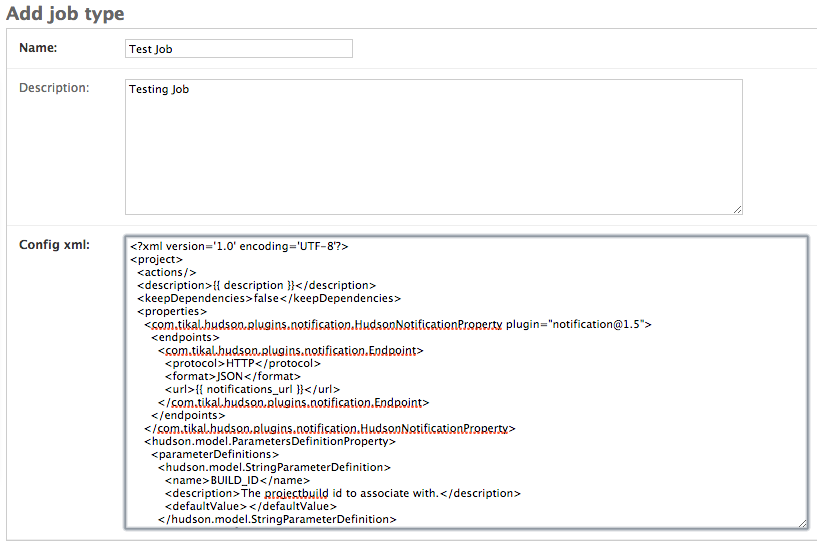 Add job type
Name:
Test Job
Description:
Testing Job
Config xml:
<?xml version='1.0' encoding='UTF-8'?>
<project>
<actions/>
<description>{{ description }}</description>
<keepDependencies>false</keepDependencies>
<properties>
<com.tikal.hudson.plugins.notification.HudsonNotificationProperty plugin="notification@1.5">
<endpoints>
<com.tikal.hudson.plugins.notification.Endpoint>
<protocol>HTTP</protocol>
<format>JSON</format>
<url>{{ notifications_url }}</url>
</com.tikal.hudson.plugins.notification.Endpoint>
</endpoints>
</com.tikal.hudson.plugins.notification.HudsonNotificationProperty>
<hudson.model.ParametersDefinitionProperty>
<parameterDefinitions>
<hudson.model.StringParameterDefinition>
<name>BUILD_ID</name>
<description>The projectbuild id to associate with.</description>
<defaultValue></defaultValue>
</hudson.model.StringParameterDefinition>